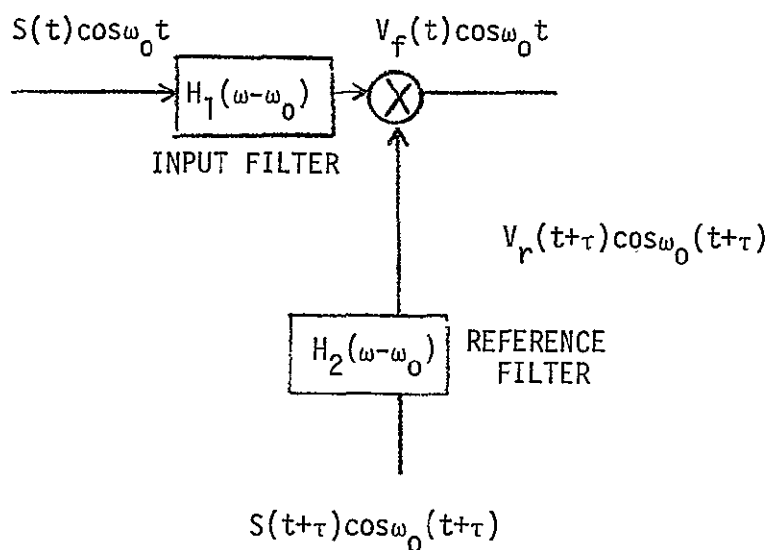 S(t)cosω₀t
V_f(t)cosω₀t
H₁(ω-ω₀)
X
INPUT FILTER
V_r(t+τ)cosω₀(t+τ)
H₂(ω-ω₀)
REFERENCE
FILTER
S(t+τ)cosω₀(t+τ)